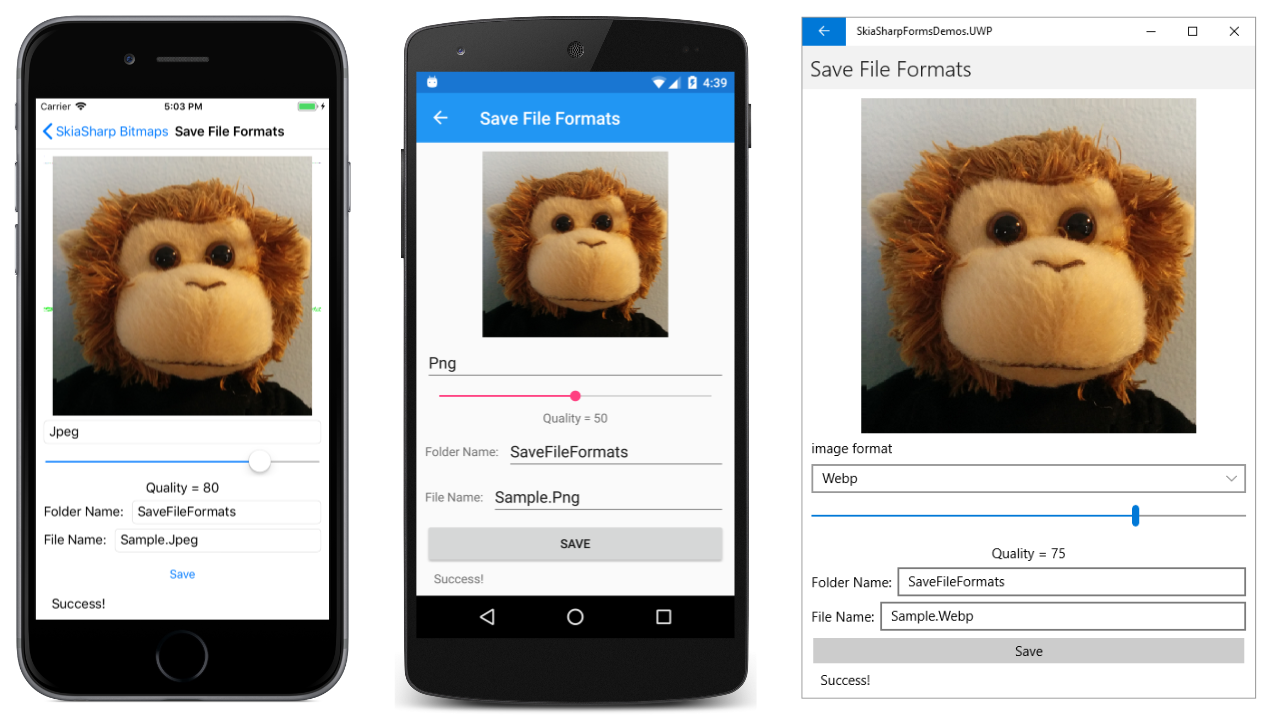 Carrier 5:03 PM
SkiaSharp Bitmaps Save File Formats
Jpeg
Quality = 80
Folder Name: SaveFileFormats
File Name: Sample.Jpeg
Save
Success!
4:39
Save File Formats
Png
Quality = 50
Folder Name: SaveFileFormats
File Name: Sample.Png
SAVE
Success!
SkiaSharpFormsDemos.UWP
Save File Formats
image format
Webp
Quality = 75
Folder Name: SaveFileFormats
File Name: Sample.Webp
Save
Success!